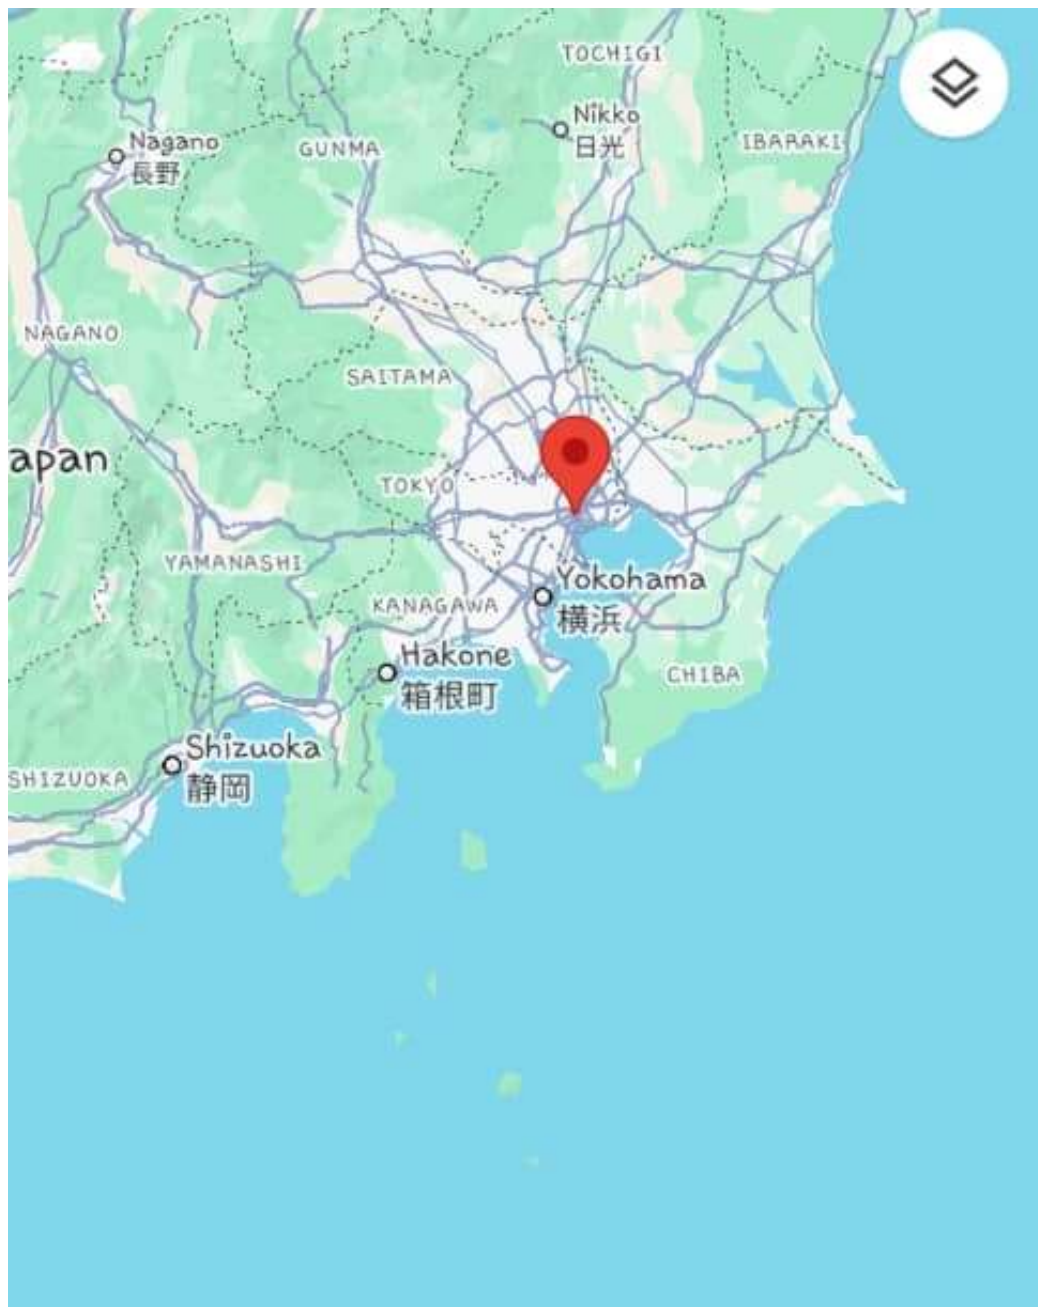 TOCHIGI
Nikko
日光
IBARAKI
Nagano
長野
GUNMA
NAGANO
SAITAMA
apan
TOKYO
YAMANASHI
Yokohama
横浜
KANAGAWA
Hakone
箱根町
CHIBA
Shizuoka
静岡
SHIZUOKA